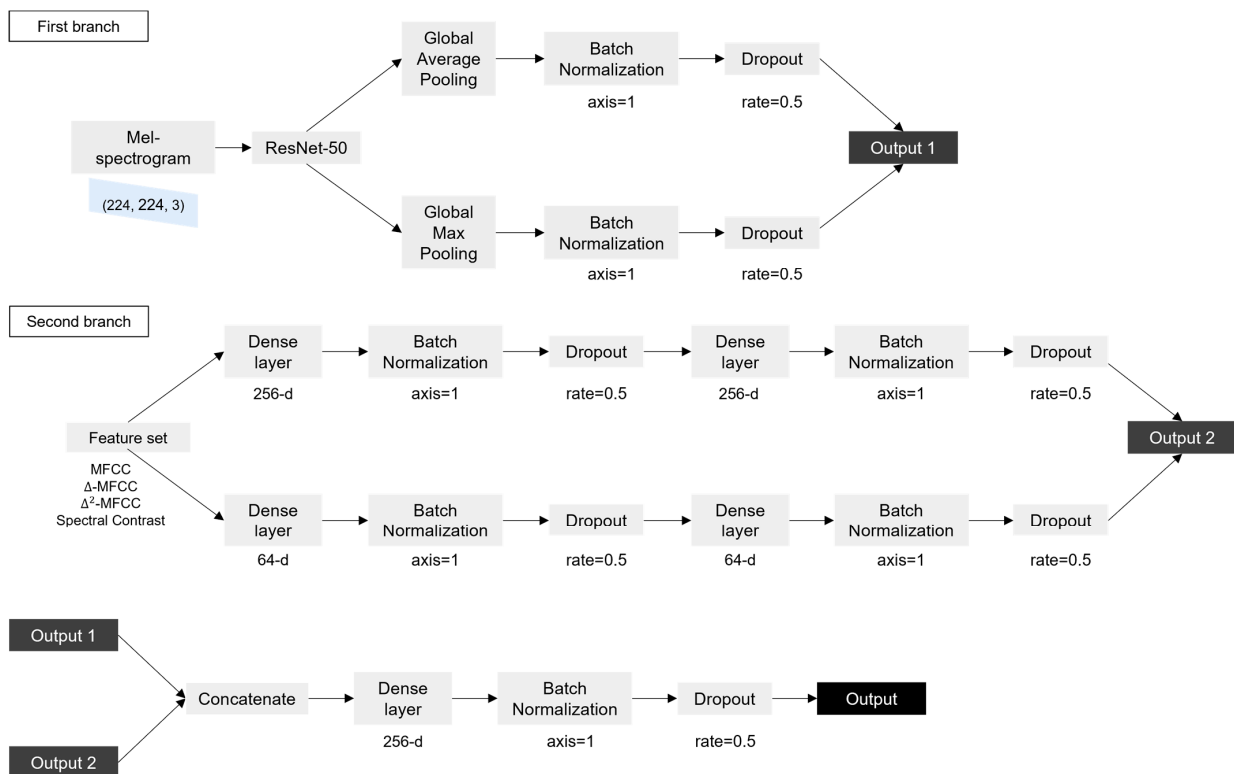 First branch
Global
Average
Pooling
Batch
Normalization
axis=1
Dropout
rate=0.5
Mel-
spectrogram
(224, 224, 3)
ResNet-50
Output 1
Global
Max
Pooling
Batch
Normalization
axis=1
Dropout
rate=0.5
Second branch
Dense
layer
256-d
Batch
Normalization
axis=1
Dropout
rate=0.5
Dense
layer
256-d
Batch
Normalization
axis=1
Dropout
rate=0.5
Feature set
MFCC
Δ-MFCC
Δ²-MFCC
Spectral Contrast
Output 2
Dense
layer
64-d
Batch
Normalization
axis=1
Dropout
rate=0.5
Dense
layer
64-d
Batch
Normalization
axis=1
Dropout
rate=0.5
Output 1
Output 2
Concatenate
Dense
layer
256-d
Batch
Normalization
axis=1
Dropout
rate=0.5
Output